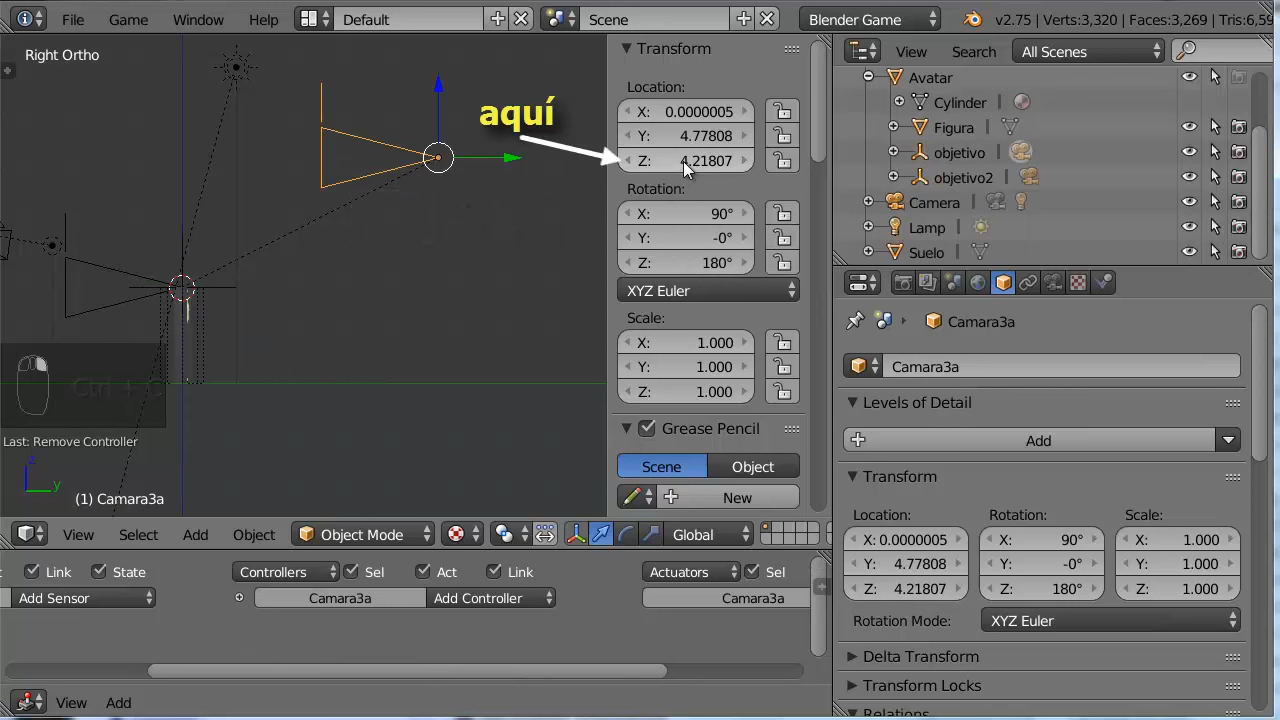 File Game Window Help Default Scene Blender Game v2.75 | Verts:3,320 | Faces:3,269 | Tris:6,59
Right Ortho
aquí
Transform
Location:
X: 0.0000005
Y: 4.77808
Z: 4.21807
Rotation:
X: 90°
Y: -0°
Z: 180°
XYZ Euler
Scale:
X: 1.000
Y: 1.000
Z: 1.000
Grease Pencil
Scene Object
New
View Search All Scenes
Avatar
Cylinder
Figura
objetivo
objetivo2
Camera
Lamp
Suelo
Camara3a
Camara3a
Levels of Detail
Add
Transform
Location: Rotation: Scale:
X: 0.0000005 X: 90° X: 1.000
Y: 4.77808 Y: -0° Y: 1.000
Z: 4.21807 Z: 180° Z: 1.000
Rotation Mode: XYZ Euler
Delta Transform
Transform Locks
Relations
Last: Remove Controller
z
y
(1) Camara3a
View Select Add Object Object Mode Global
Link State Controllers Sel Act Link Actuators Sel
Add Sensor Camara3a Add Controller Camara3a
View Add